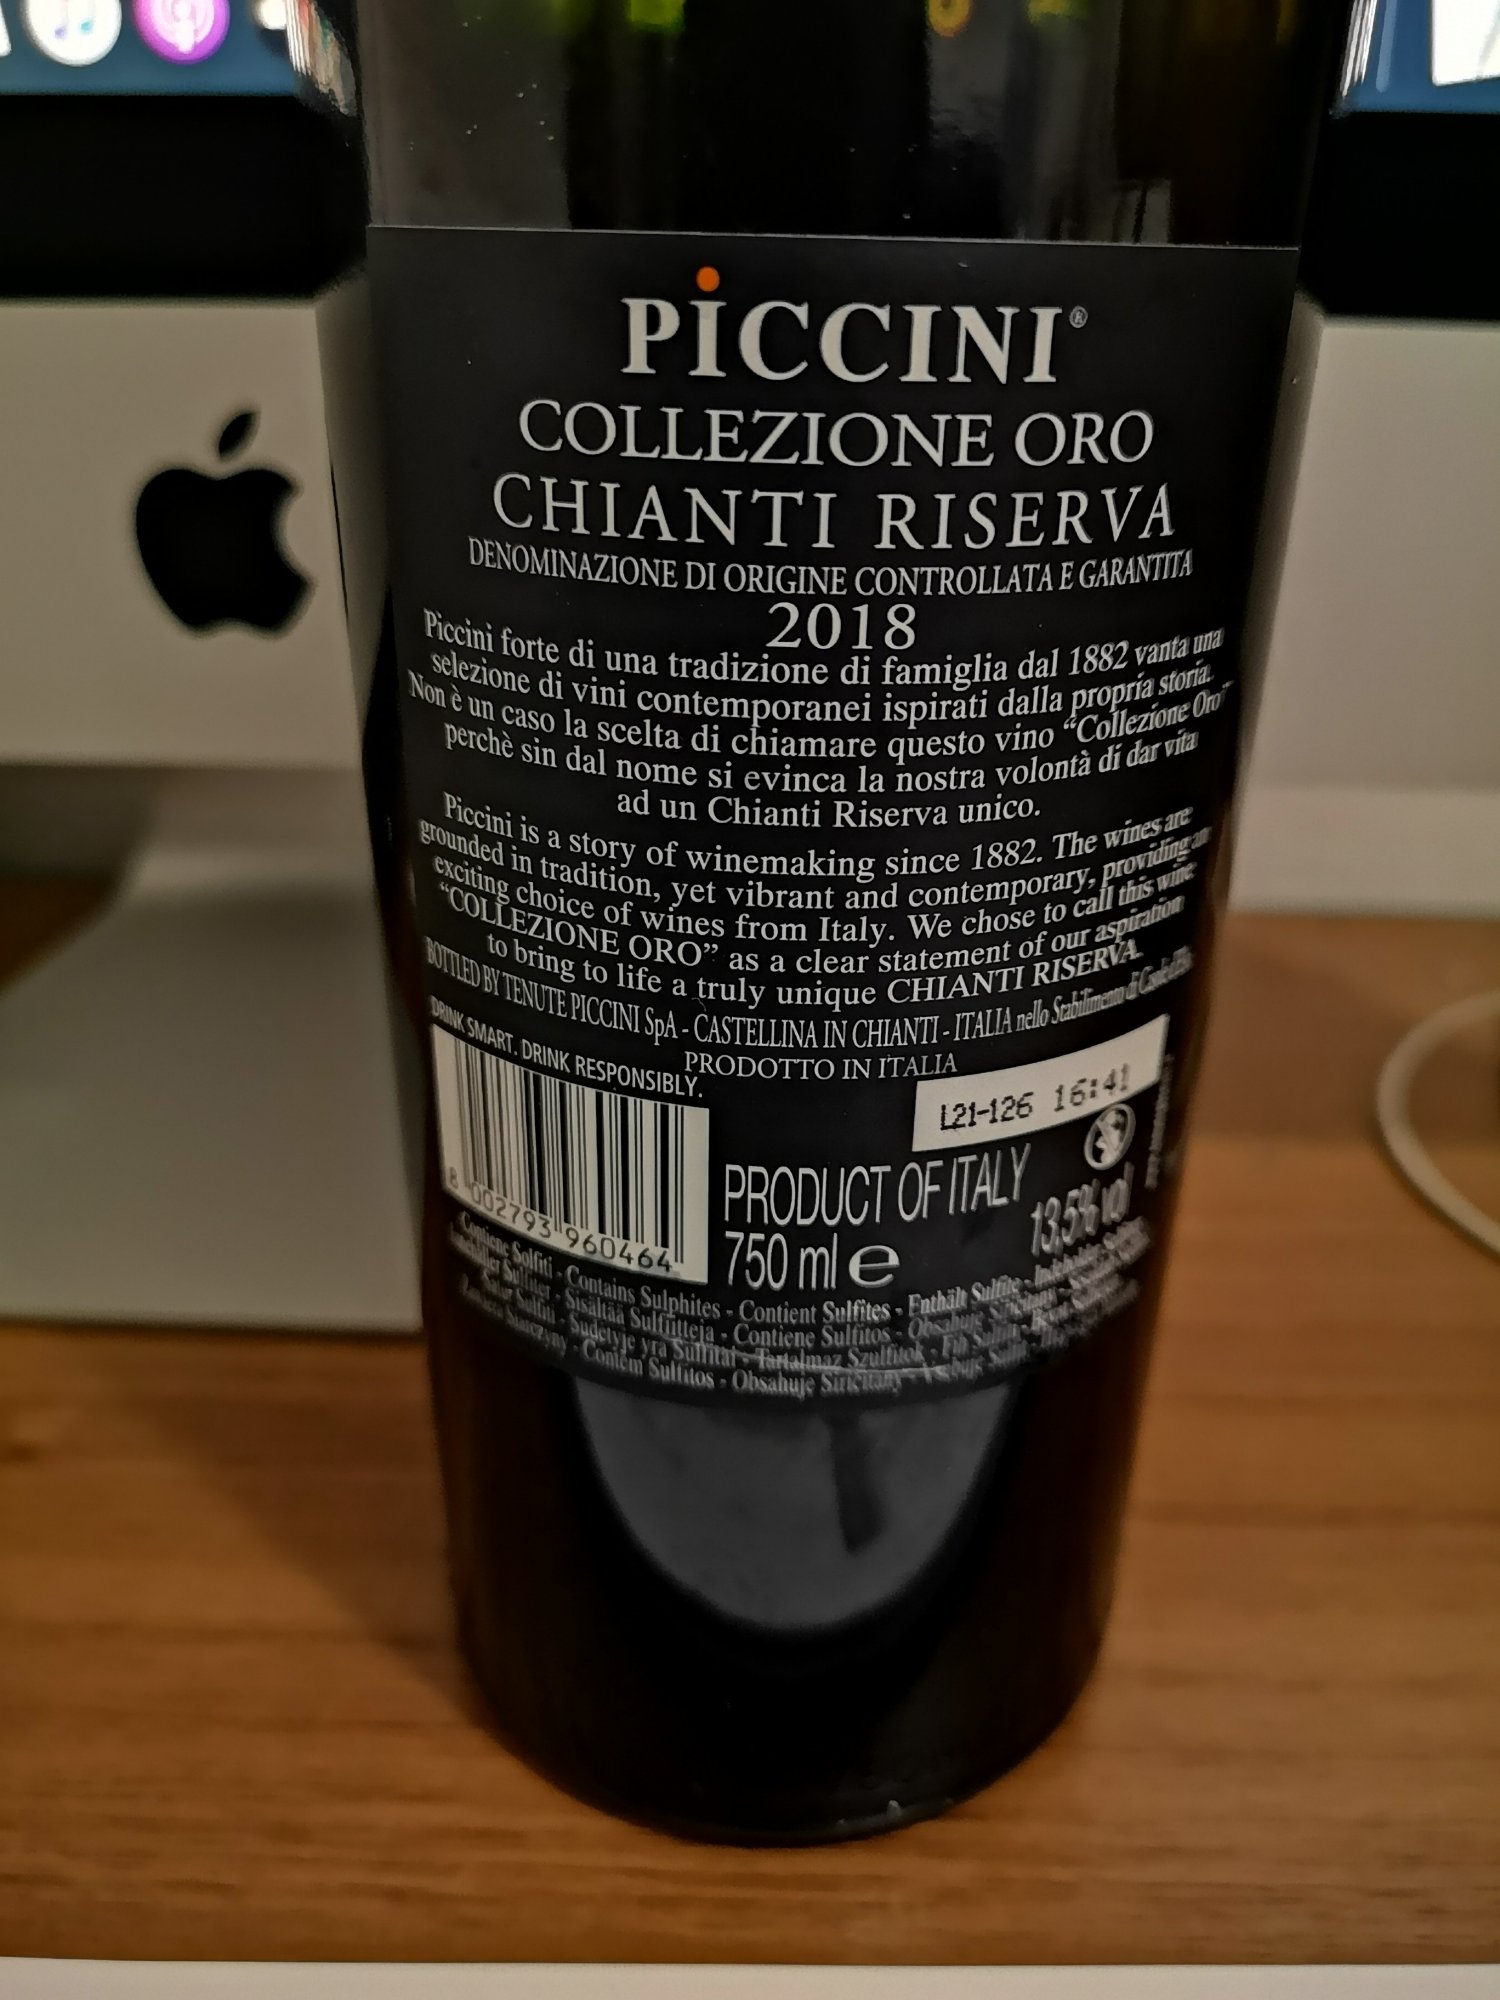 PiCCINI®
COLLEZIONE ORO
CHIANTI RISERVA
DENOMINAZIONE DI ORIGINE CONTROLLATA E GARANTITA
2018
Piccini forte di una tradizione di famiglia dal 1882 vanta una
selezione di vini contemporanei ispirati dalla propria storia.
Non è un caso la scelta di chiamare questo vino “Collezione Oro”
perchè sin dal nome si evinca la nostra volontà di dar vita
ad un Chianti Riserva unico.
Piccini is a story of winemaking since 1882. The wines are
grounded in tradition, yet vibrant and contemporary, providing an
exciting choice of wines from Italy. We chose to call this wine
“COLLEZIONE ORO” as a clear statement of our aspiration
to bring to life a truly unique CHIANTI RISERVA.
BOTTLED BY TENUTE PICCINI SpA - CASTELLINA IN CHIANTI - ITALIA nello Stabilimento di Casole d'Elsa
PRODOTTO IN ITALIA
DRINK SMART. DRINK RESPONSIBLY.
L21-126 16:41
8 002793 960464
PRODUCT OF ITALY
750 ml e
13,5% vol
Contiene Solfiti - Contains Sulphites - Contient Sulfites - Enthält Sulfite -
Sulfiter - Sisältää Sulfiitteja - Contiene Sulfitos - Obsahuje
Sulfiti - Sudetyje yra Sulfitai - Tartalmaz Szulfitok -
Siarczyny - Contém Sulfitos - Obsahuje Siricitany -